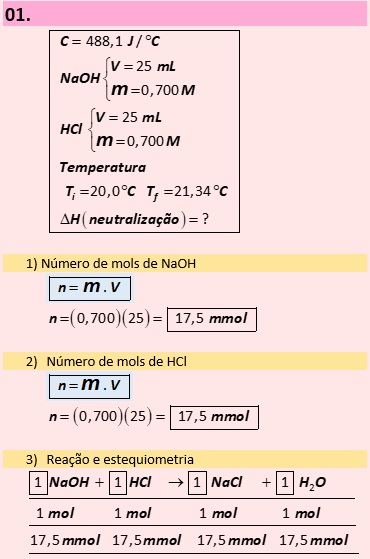 01.
C = 488,1 J / °C
NaOH { V = 25 mL
m = 0,700 M
HCl { V = 25 mL
m = 0,700 M
Temperatura
Ti = 20,0°C Tf = 21,34 °C
ΔH ( neutralização ) = ?
1) Número de mols de NaOH
n = m . V
n = (0,700)(25) = 17,5 mmol
2) Número de mols de HCl
n = m . V
n = (0,700)(25) = 17,5 mmol
3) Reação e estequiometria
1 NaOH + 1 HCl → 1 NaCl + 1 H₂O
1 mol 1 mol 1 mol 1 mol
17,5 mmol 17,5 mmol 17,5 mmol 17,5 mmol